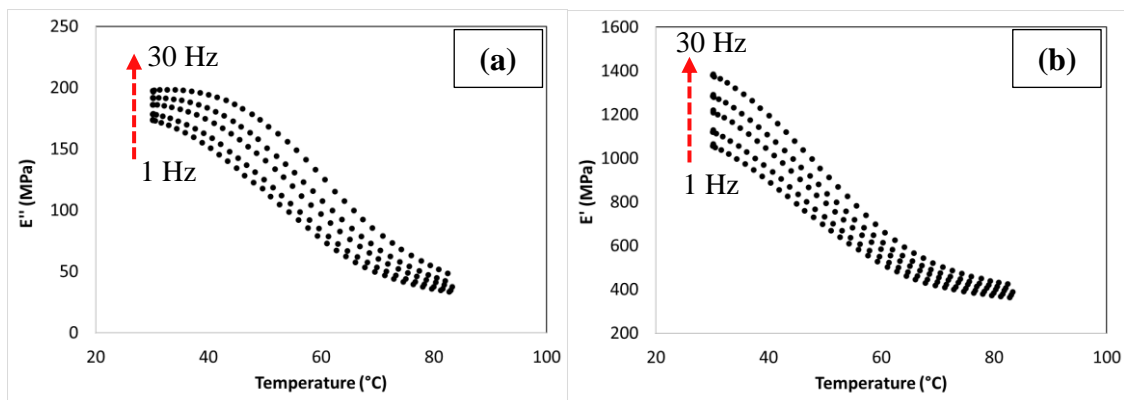 250
200
150
100
50
0
E'' (MPa)
30 Hz
1 Hz
(a)
20 40 60 80 100
Temperature (°C)
1600
1400
1200
1000
800
600
400
200
E' (MPa)
30 Hz
1 Hz
(b)
20 40 60 80 100
Temperature (°C)